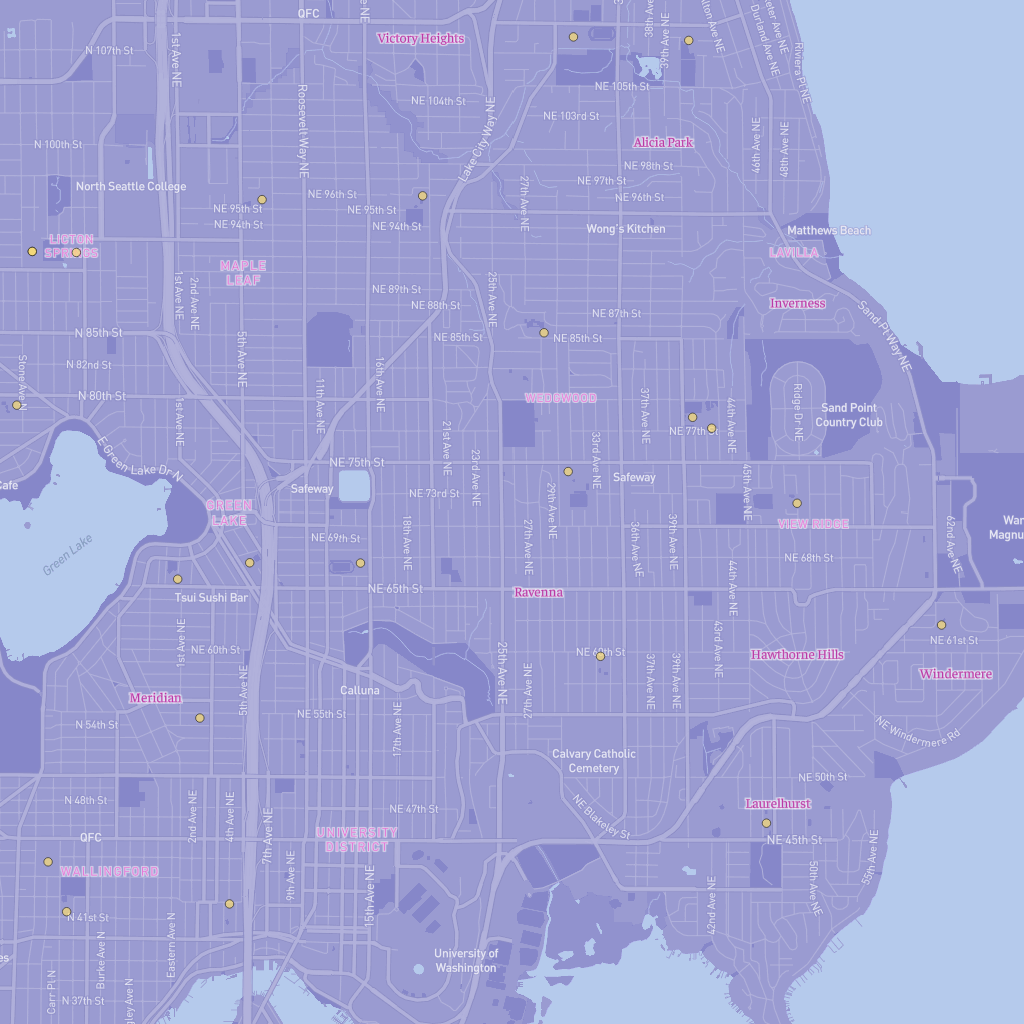 QFC
Victory Heights
38th Ave NE
39th Ave NE
Durland Ave NE
Riviera Pl NE
N 107th St
1st Ave NE
NE 105th St
NE 104th St
NE 103rd St
Roosevelt Way NE
Lake City Way NE
Alicia Park
46th Ave NE
48th Ave NE
N 100th St
NE 98th St
North Seattle College
NE 97th St
NE 96th St
NE 96th St
27th Ave NE
NE 95th St
NE 95th St
NE 94th St
NE 94th St
Wong's Kitchen
Matthews Beach
LICTON
SPRINGS
LAVILLA
MAPLE
LEAF
1st Ave NE
2nd Ave NE
NE 89th St
25th Ave NE
NE 88th St
Inverness
NE 87th St
Sand Pt Way NE
N 85th St
NE 85th St
NE 85th St
5th Ave NE
N 82nd St
Stone Ave N
16th Ave NE
11th Ave NE
N 80th St
WEDGWOOD
37th Ave NE
44th Ave NE
Ridge Dr NE
Sand Point
Country Club
1st Ave NE
21st Ave NE
NE 77th St
33rd Ave NE
E Green Lake Dr N
NE 75th St
23rd Ave NE
Safeway
Safeway
45th Ave NE
Cafe
NE 73rd St
29th Ave NE
GREEN
LAKE
18th Ave NE
27th Ave NE
36th Ave NE
39th Ave NE
VIEW RIDGE
62nd Ave NE
Green Lake
NE 69th St
NE 68th St
44th Ave NE
NE 65th St
Ravenna
Tsui Sushi Bar
1st Ave NE
NE 60th St
NE 60th St
43rd Ave NE
NE 61st St
Hawthorne Hills
Windermere
5th Ave NE
25th Ave NE
27th Ave NE
37th Ave NE
39th Ave NE
Meridian
Calluna
N 54th St
NE 55th St
17th Ave NE
NE Windermere Rd
Calvary Catholic
Cemetery
NE 50th St
N 48th St
2nd Ave NE
4th Ave NE
NE 47th St
NE Blakeley St
Laurelhurst
QFC
7th Ave NE
UNIVERSITY
DISTRICT
NE 45th St
55th Ave NE
WALLINGFORD
9th Ave NE
15th Ave NE
50th Ave NE
42nd Ave NE
N 41st St
Eastern Ave N
Burke Ave N
University of
Washington
Carr Pl N
N 37th St